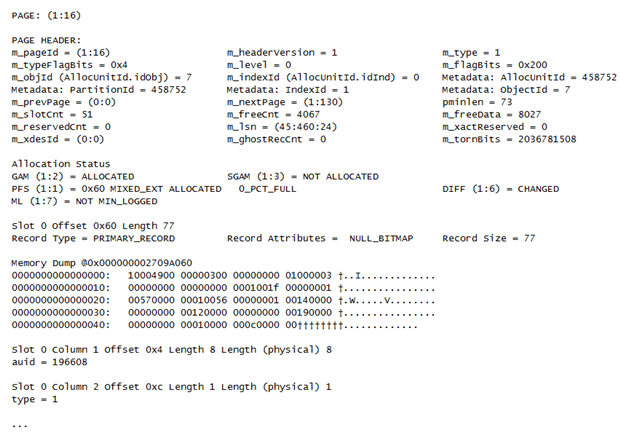 PAGE: (1:16)
PAGE HEADER:
m_pageId = (1:16) m_headerVersion = 1 m_type = 1
m_typeFlagBits = 0x4 m_level = 0 m_flagBits = 0x200
m_objId (AllocUnitId.idObj) = 7 m_indexId (AllocUnitId.idInd) = 0 Metadata: AllocUnitId = 458752
Metadata: PartitionId = 458752 Metadata: IndexId = 1 Metadata: ObjectId = 7
m_prevPage = (0:0) m_nextPage = (1:130) pminlen = 73
m_slotCnt = 51 m_freeCnt = 4067 m_freeData = 8027
m_reservedCnt = 0 m_lsn = (45:460:24) m_xactReserved = 0
m_xdesId = (0:0) m_ghostRecCnt = 0 m_tornBits = 2036781508
Allocation Status
GAM (1:2) = ALLOCATED SGAM (1:3) = NOT ALLOCATED
PFS (1:1) = 0x60 MIXED_EXT ALLOCATED 0_PCT_FULL DIFF (1:6) = CHANGED
ML (1:7) = NOT MIN_LOGGED
Slot 0 Offset 0x60 Length 77
Record Type = PRIMARY_RECORD Record Attributes = NULL_BITMAP Record Size = 77
Memory Dump @0x000000002709A060
0000000000000000: 10004900 00000300 00000000 01000003 †..I.............
0000000000000010: 00000000 00000000 0001001f 00000001 †................
0000000000000020: 00570000 00010056 00000001 00140000 †.W.....V........
0000000000000030: 00000000 00120000 00000000 00190000 †................
0000000000000040: 00000000 00010000 000c0000 00††††††††.............
Slot 0 Column 1 Offset 0x4 Length 8 Length (physical) 8
auid = 196608
Slot 0 Column 2 Offset 0xc Length 1 Length (physical) 1
type = 1
...